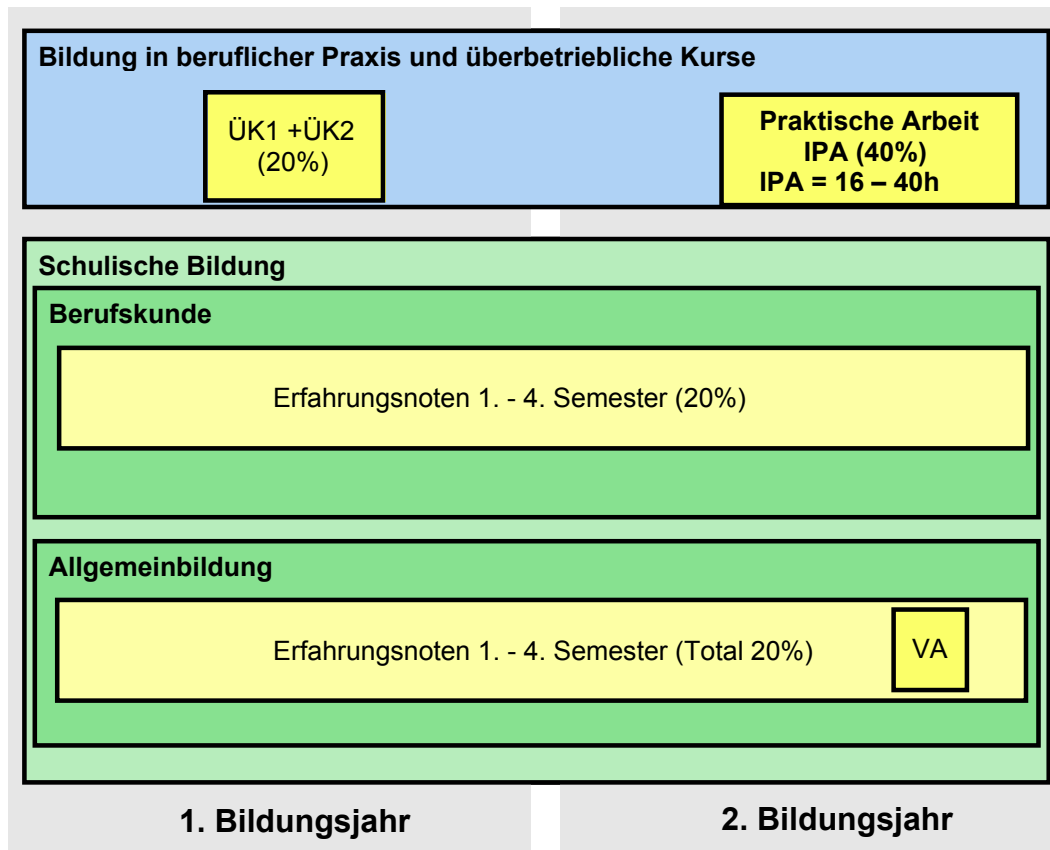 Bildung in beruflicher Praxis und überbetriebliche Kurse
ÜK1 +ÜK2
(20%)
Praktische Arbeit
IPA (40%)
IPA = 16 – 40h
Schulische Bildung
Berufskunde
Erfahrungsnoten 1. - 4. Semester (20%)
Allgemeinbildung
Erfahrungsnoten 1. - 4. Semester (Total 20%)
VA
1. Bildungsjahr
2. Bildungsjahr